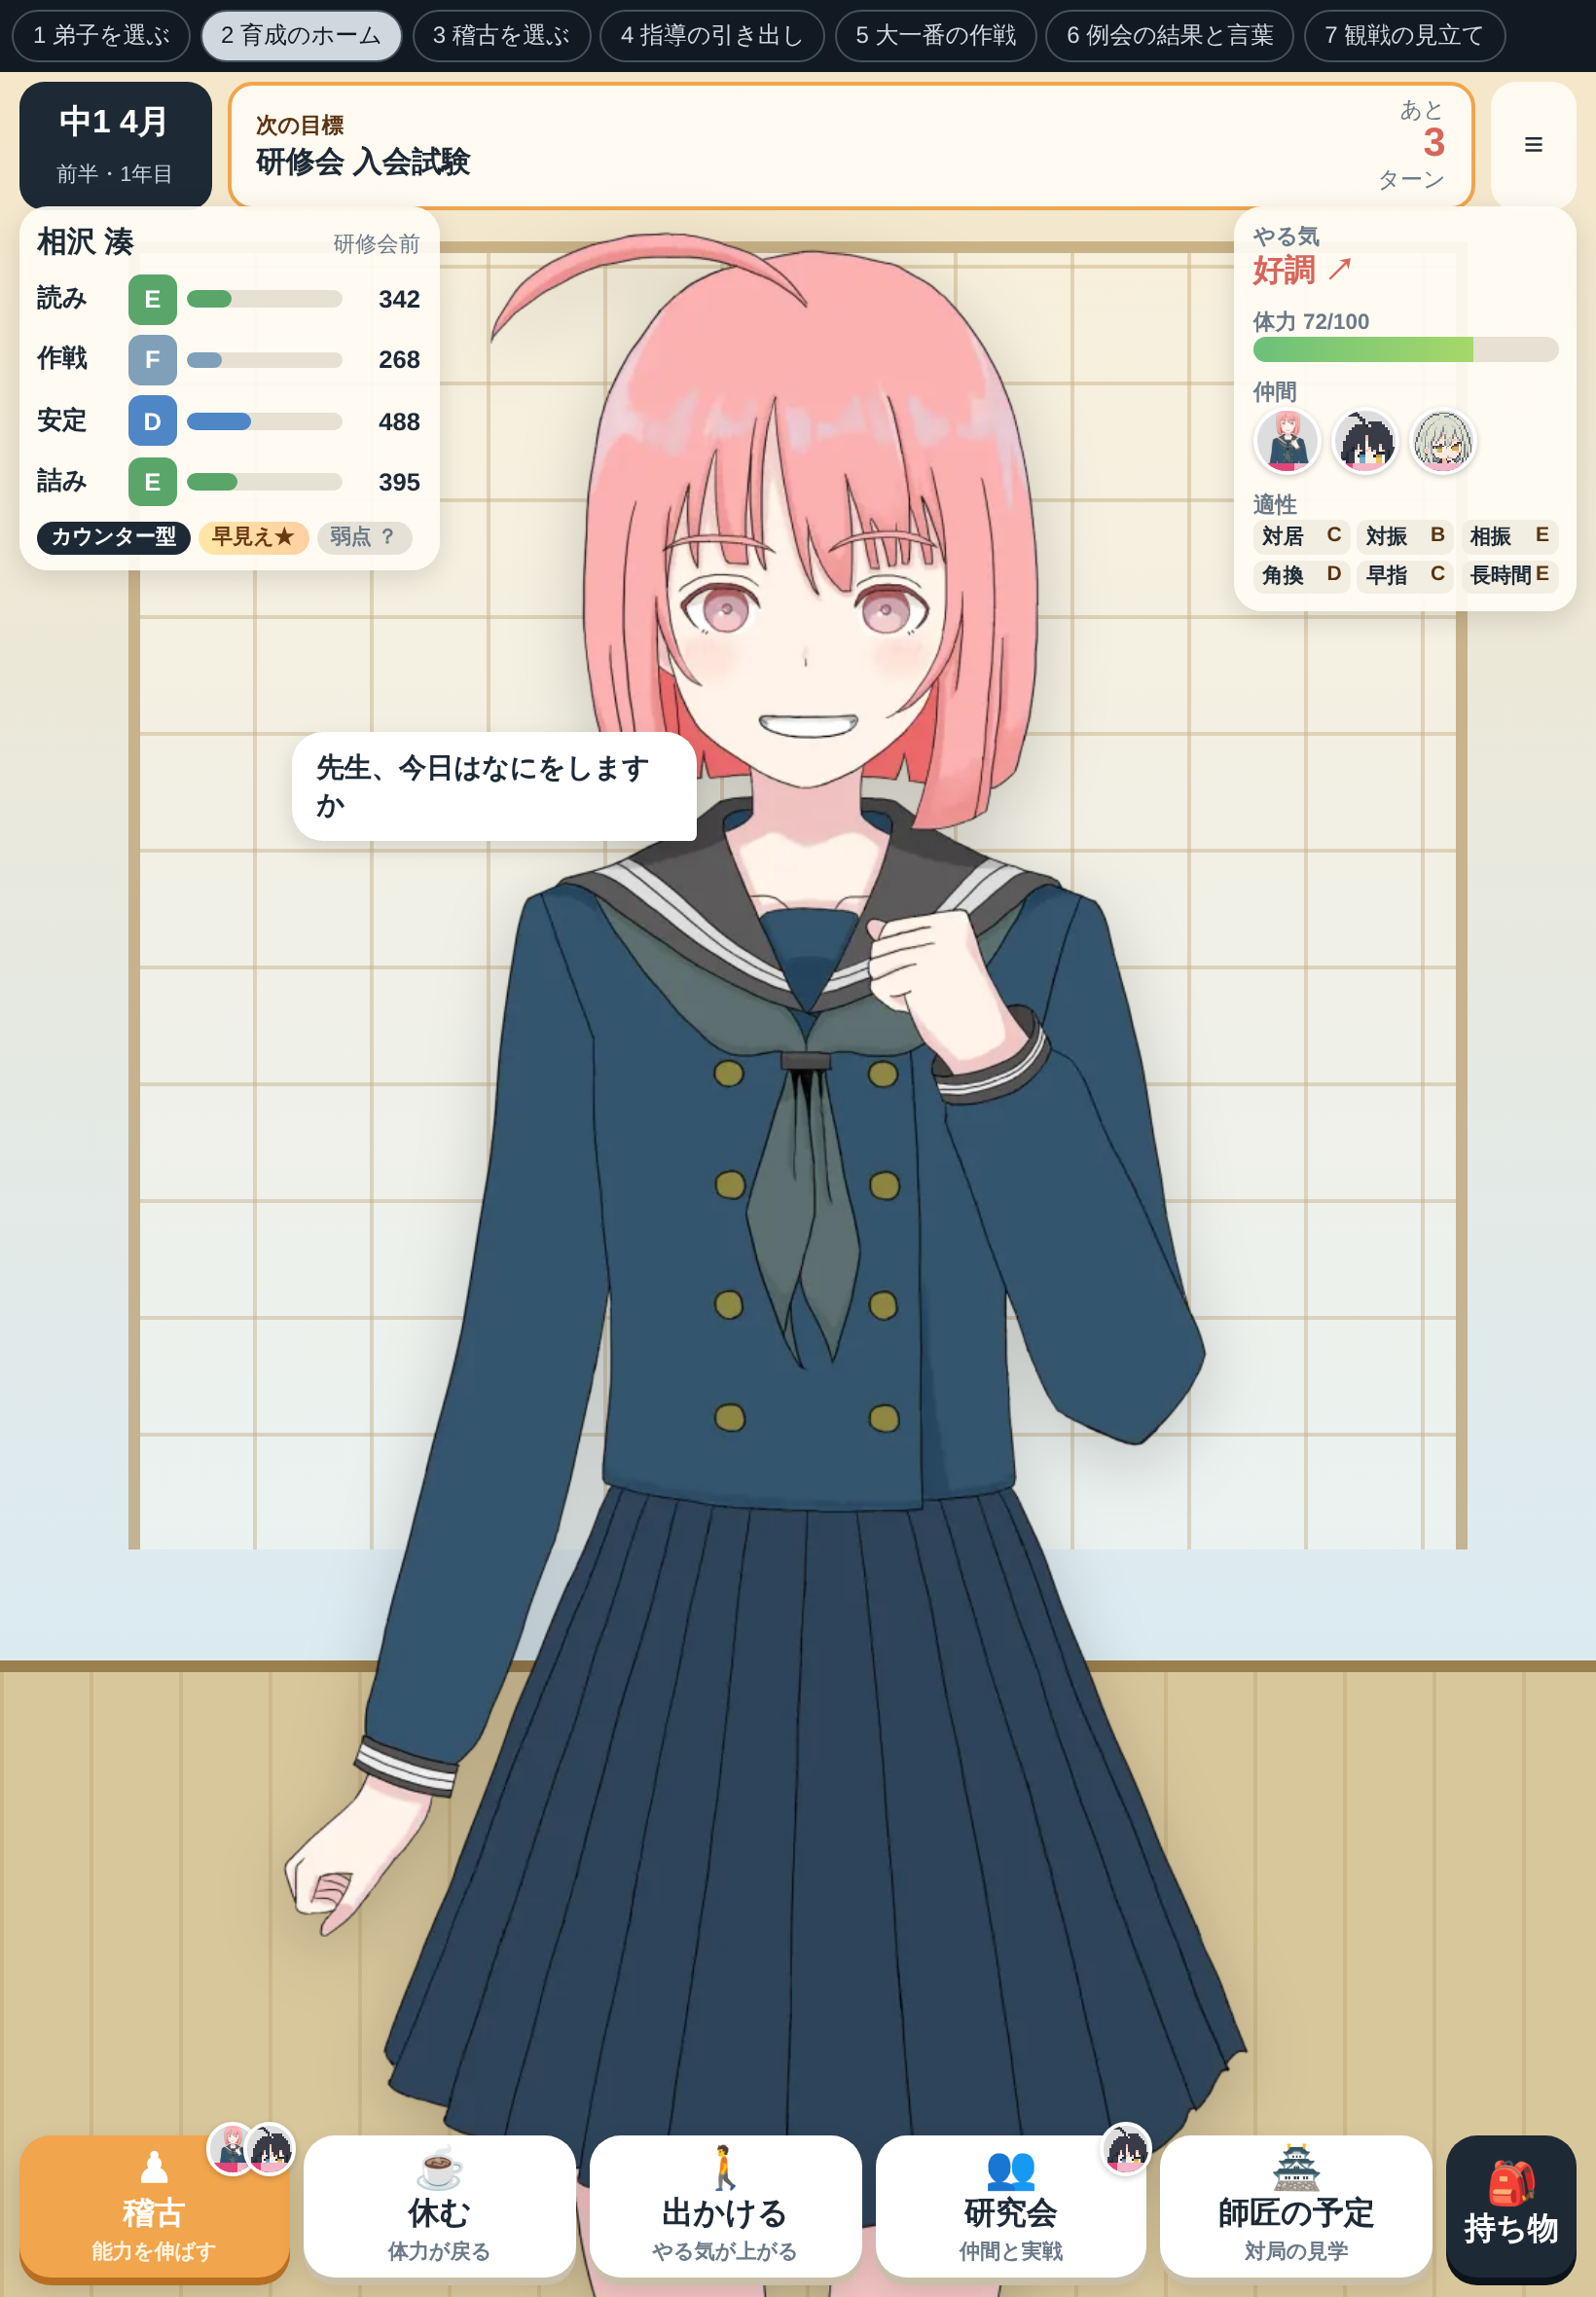 1 弟子を選ぶ
2 育成のホーム
3 稽古を選ぶ
4 指導の引き出し
5 大一番の作戦
6 例会の結果と言葉
7 観戦の見立て
中1 4月
前半・1年目
次の目標
研修会 入会試験
あと
3
ターン
≡
相沢 湊 研修会前
読み E 342
作戦 F 268
安定 D 488
詰み E 395
カウンター型 早見え★ 弱点 ？
やる気
好調 ↗
体力 72/100
仲間
適性
対居 C 対振 B 相振 E
角換 D 早指 C 長時間 E
先生、今日はなにをします
か
稽古
能力を伸ばす
休む
体力が戻る
出かける
やる気が上がる
研究会
仲間と実戦
師匠の予定
対局の見学
持ち物